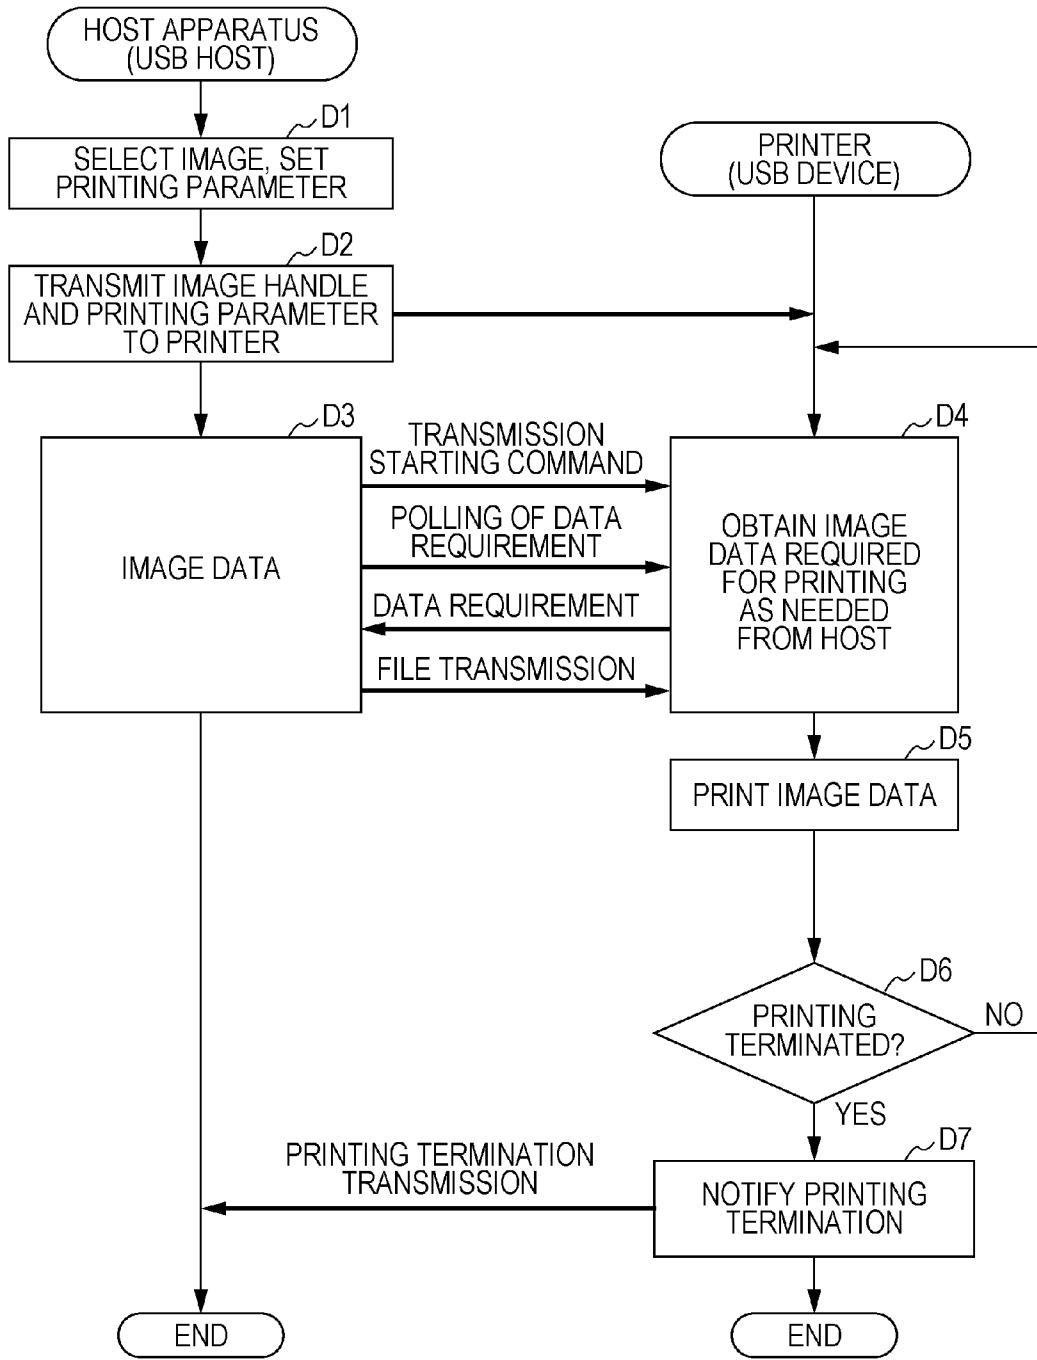 HOST APPARATUS
(USB HOST)
D1
SELECT IMAGE, SET
PRINTING PARAMETER
PRINTER
(USB DEVICE)
D2
TRANSMIT IMAGE HANDLE
AND PRINTING PARAMETER
TO PRINTER
D3
IMAGE DATA
TRANSMISSION
STARTING COMMAND
POLLING OF DATA
REQUIREMENT
DATA REQUIREMENT
FILE TRANSMISSION
D4
OBTAIN IMAGE
DATA REQUIRED
FOR PRINTING
AS NEEDED
FROM HOST
D5
PRINT IMAGE DATA
D6
PRINTING
TERMINATED?
NO
YES
D7
NOTIFY PRINTING
TERMINATION
PRINTING TERMINATION
TRANSMISSION
END
END